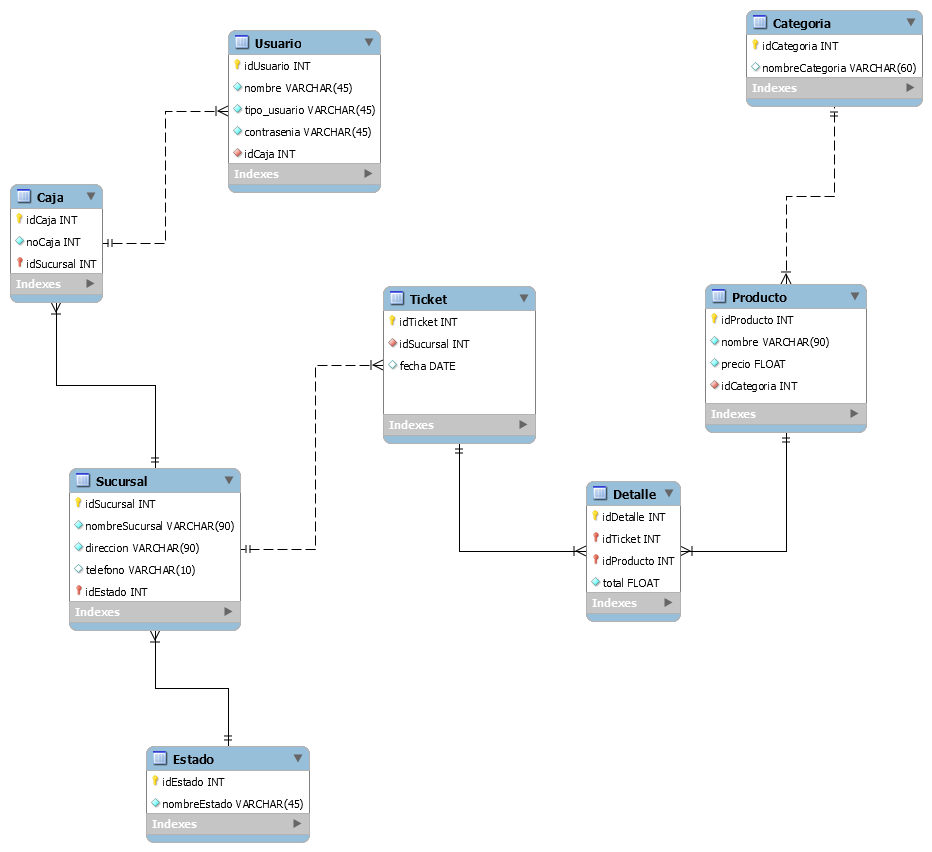 Categoria
idCategoria INT
nombreCategoria VARCHAR(60)
Indexes
Usuario
idUsuario INT
nombre VARCHAR(45)
tipo_usuario VARCHAR(45)
contrasenia VARCHAR(45)
idCaja INT
Indexes
Caja
idCaja INT
noCaja INT
idSucursal INT
Indexes
Ticket
idTicket INT
idSucursal INT
fecha DATE
Indexes
Producto
idProducto INT
nombre VARCHAR(90)
precio FLOAT
idCategoria INT
Indexes
Sucursal
idSucursal INT
nombreSucursal VARCHAR(90)
direccion VARCHAR(90)
telefono VARCHAR(10)
idEstado INT
Indexes
Detalle
idDetalle INT
idTicket INT
idProducto INT
total FLOAT
Indexes
Estado
idEstado INT
nombreEstado VARCHAR(45)
Indexes